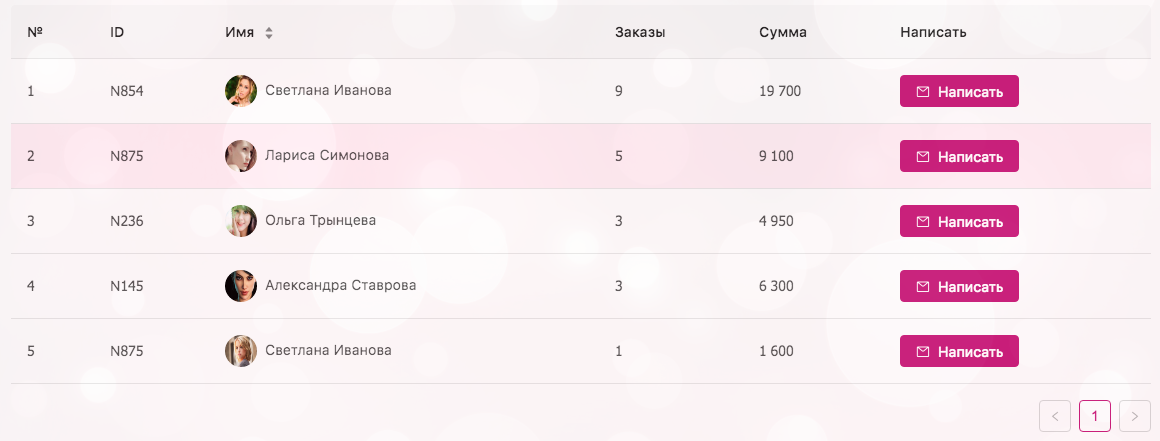 № ID Имя Заказы Сумма Написать
1 N854 Светлана Иванова 9 19 700 Написать
2 N875 Лариса Симонова 5 9 100 Написать
3 N236 Ольга Трынцева 3 4 950 Написать
4 N145 Александра Ставрова 3 6 300 Написать
5 N875 Светлана Иванова 1 1 600 Написать
< 1 >